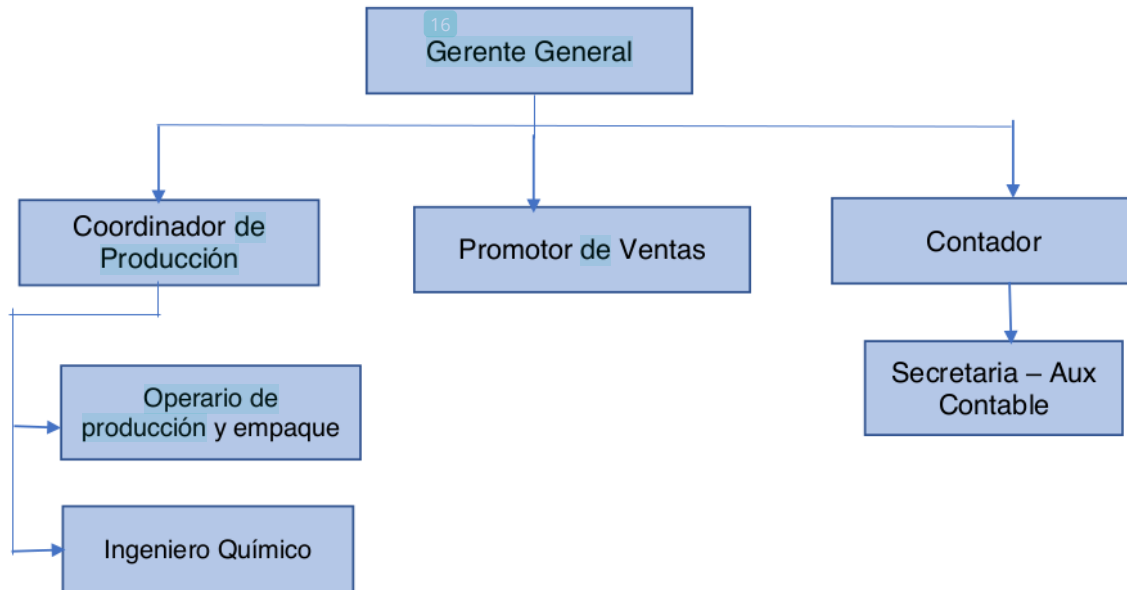 16
Gerente General
Coordinador de
Producción
Promotor de Ventas
Contador
Secretaria – Aux
Contable
Operario de
producción y empaque
Ingeniero Químico